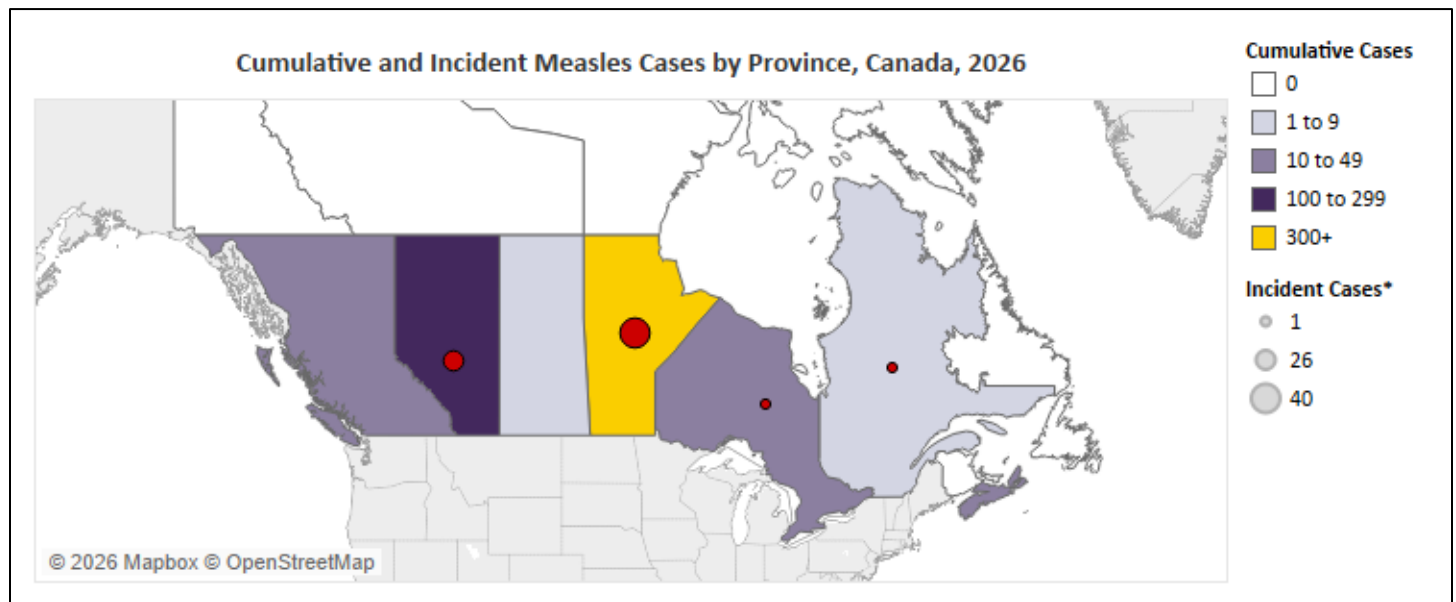 Cumulative and Incident Measles Cases by Province, Canada, 2026
Cumulative Cases
0
1 to 9
10 to 49
100 to 299
300+
Incident Cases*
1
26
40
© 2026 Mapbox © OpenStreetMap